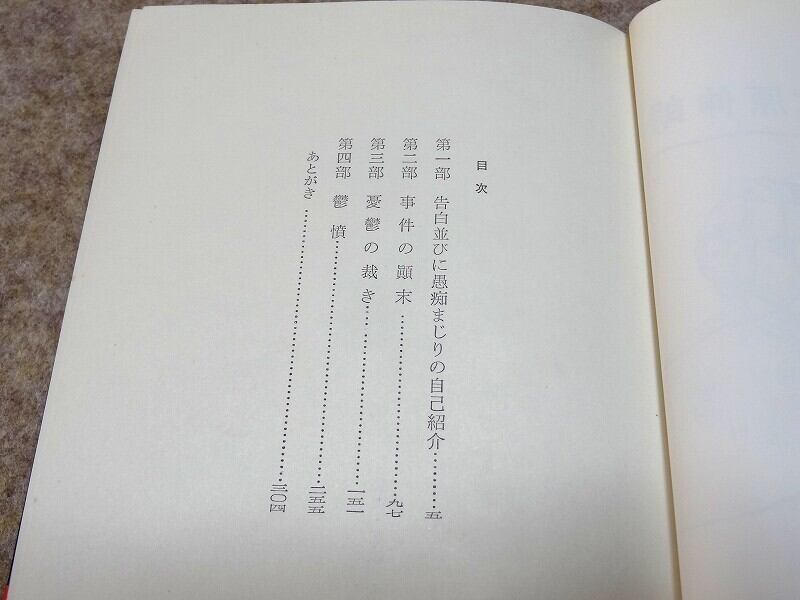 目次
第一部 告白並びに愚痴まじりの自己紹介…………五
第二部 事件の顚末…………九七
第三部 憂鬱の裁き…………一五一
第四部 鬱憤…………二五五
あとがき…………三〇四